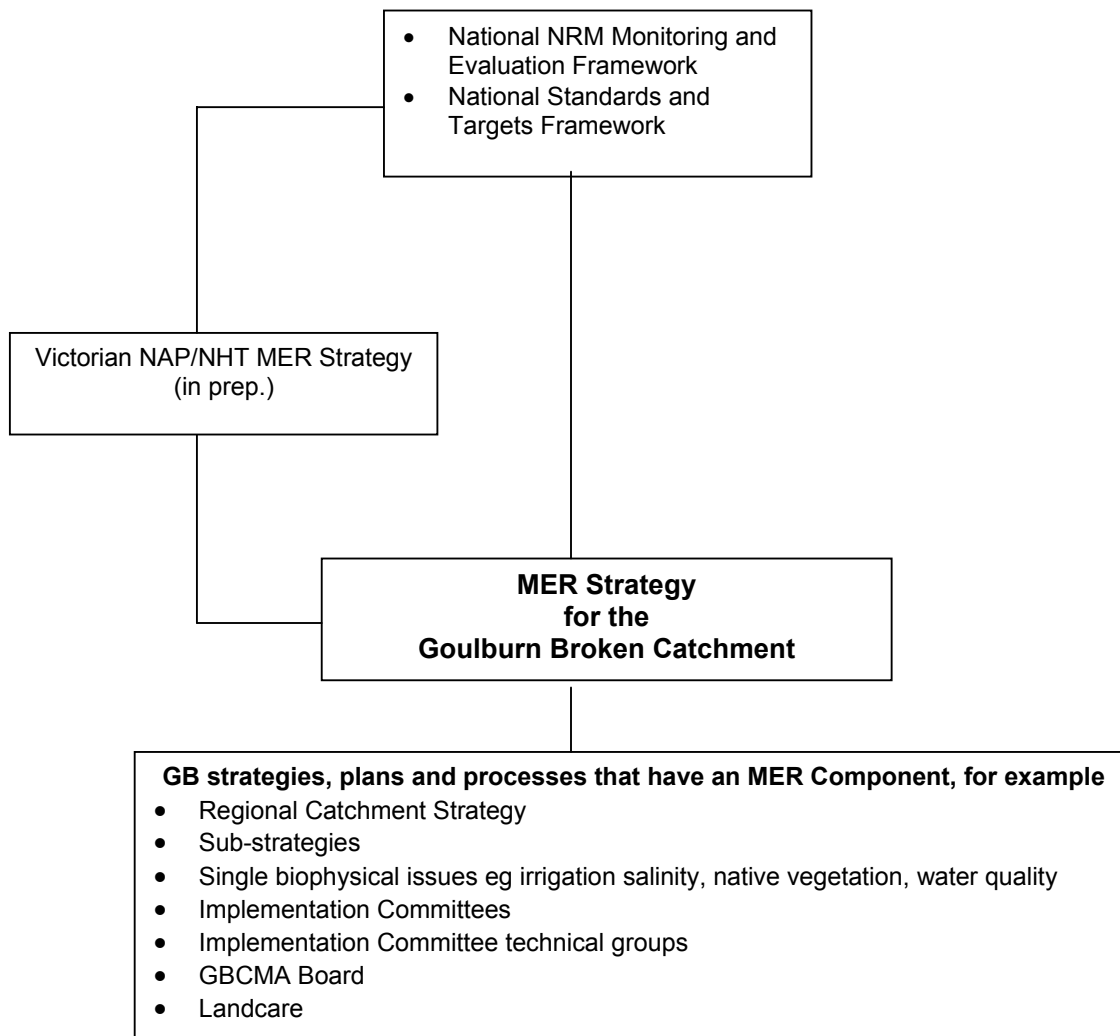 • National NRM Monitoring and
Evaluation Framework
• National Standards and
Targets Framework
Victorian NAP/NHT MER Strategy
(in prep.)
MER Strategy
for the
Goulburn Broken Catchment
GB strategies, plans and processes that have an MER Component, for example
• Regional Catchment Strategy
• Sub-strategies
• Single biophysical issues eg irrigation salinity, native vegetation, water quality
• Implementation Committees
• Implementation Committee technical groups
• GBCMA Board
• Landcare